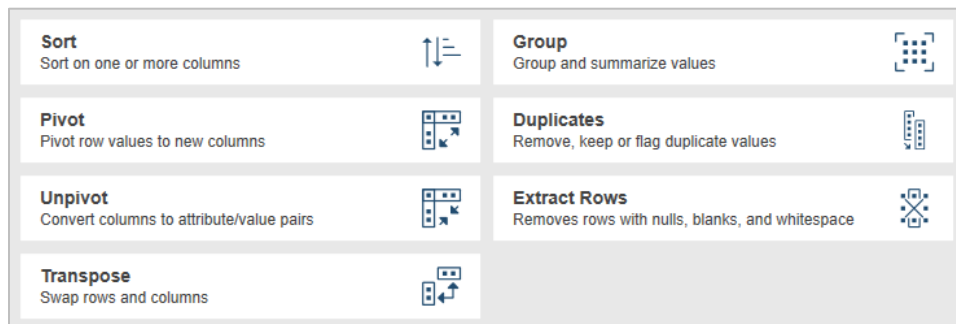 Sort
Sort on one or more columns
Group
Group and summarize values
Pivot
Pivot row values to new columns
Duplicates
Remove, keep or flag duplicate values
Unpivot
Convert columns to attribute/value pairs
Extract Rows
Removes rows with nulls, blanks, and whitespace
Transpose
Swap rows and columns